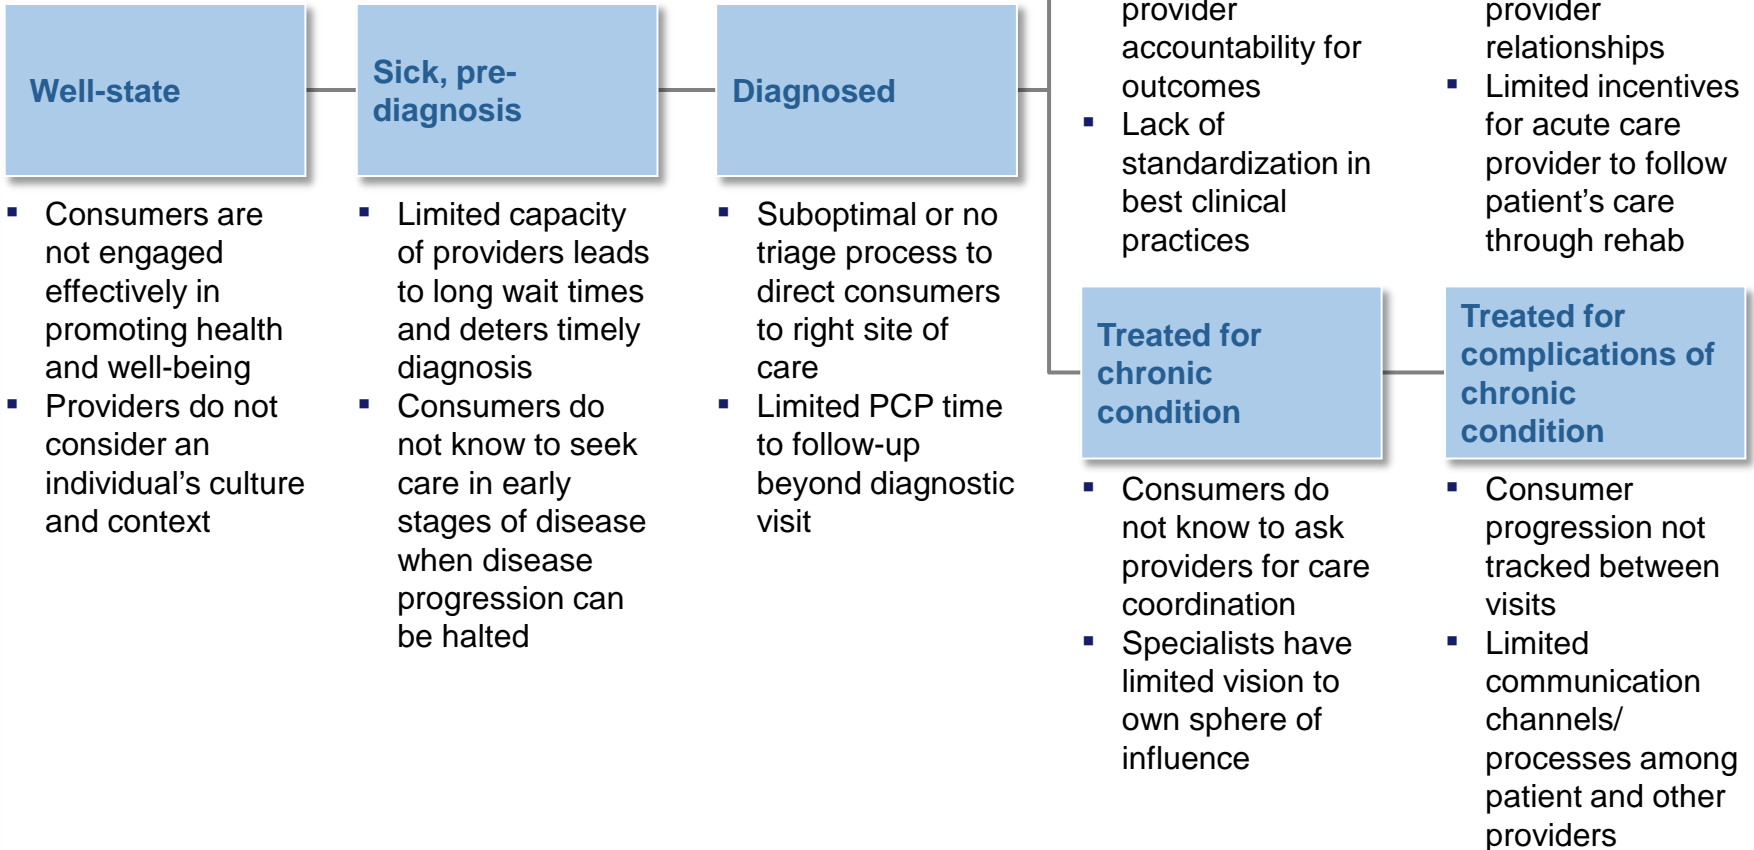 Well-state
▪ Consumers are
not engaged
effectively in
promoting health
and well-being
▪ Providers do not
consider an
individual’s culture
and context
Sick, pre-
diagnosis
▪ Limited capacity
of providers leads
to long wait times
and deters timely
diagnosis
▪ Consumers do
not know to seek
care in early
stages of disease
when disease
progression can
be halted
Diagnosed
▪ Suboptimal or no
triage process to
direct consumers
to right site of
care
▪ Limited PCP time
to follow-up
beyond diagnostic
visit
provider
accountability for
outcomes
▪ Lack of
standardization in
best clinical
practices
provider
relationships
▪ Limited incentives
for acute care
provider to follow
patient’s care
through rehab
Treated for
chronic
condition
▪ Consumers do
not know to ask
providers for care
coordination
▪ Specialists have
limited vision to
own sphere of
influence
Treated for
complications of
chronic
condition
▪ Consumer
progression not
tracked between
visits
▪ Limited
communication
channels/
processes among
patient and other
providers